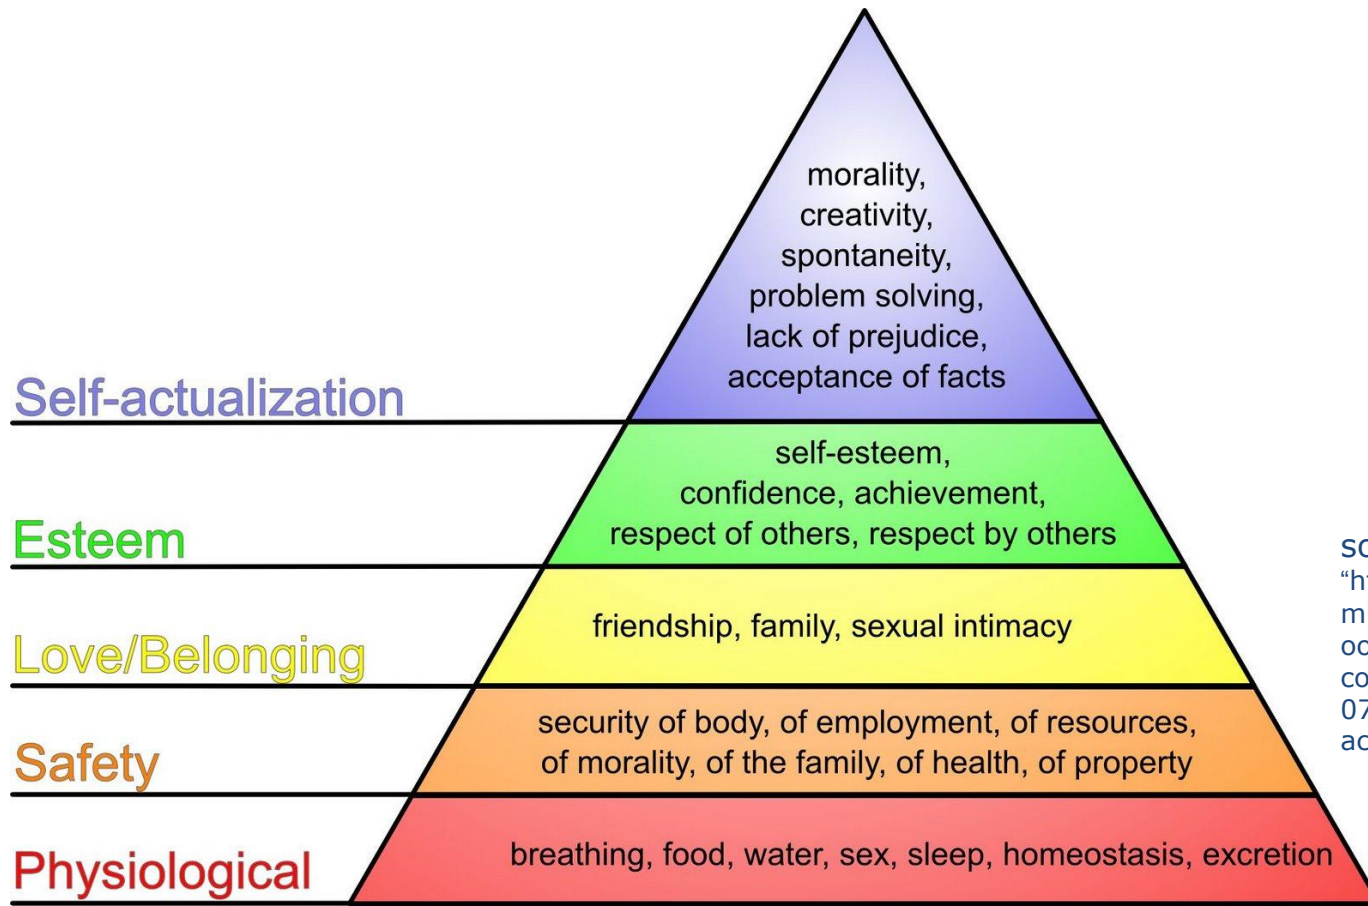 morality,
creativity,
spontaneity,
problem solving,
lack of prejudice,
acceptance of facts
Self-actualization
self-esteem,
confidence, achievement,
respect of others, respect by others
Esteem
friendship, family, sexual intimacy
Love/Belonging
security of body, of employment, of resources,
of morality, of the family, of health, of property
Safety
breathing, food, water, sex, sleep, homeostasis, excretion
Physiological